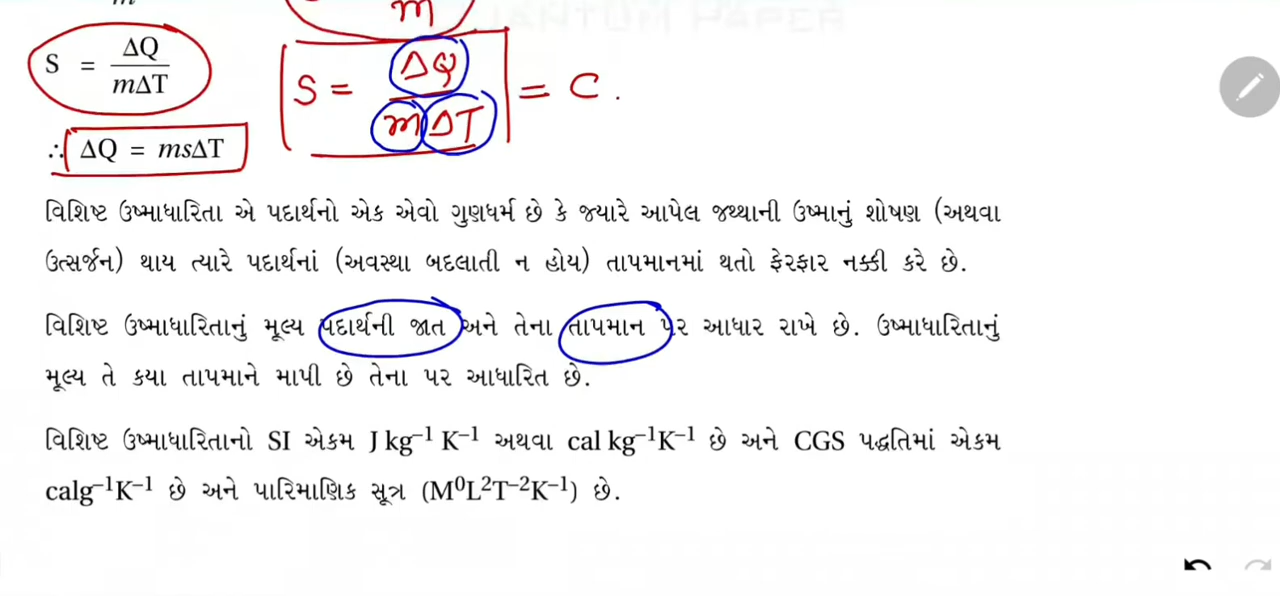 m
S = ΔQ / mΔT
S = ΔQ / m ΔT = C .
∴ ΔQ = msΔT
વિશિષ્ટ ઉષ્માધારિતા એ પદાર્થનો એક એવો ગુણધર્મ છે કે જ્યારે આપેલ જથ્થાની ઉષ્માનું શોષણ (અથવા
ઉત્સર્જન) થાય ત્યારે પદાર્થનાં (અવસ્થા બદલાતી ન હોય) તાપમાનમાં થતો ફેરફાર નક્કી કરે છે.
વિશિષ્ટ ઉષ્માધારિતાનું મૂલ્ય પદાર્થની જાત અને તેના તાપમાન પર આધાર રાખે છે. ઉષ્માધારિતાનું
મૂલ્ય તે કયા તાપમાને માપી છે તેના પર આધારિત છે.
વિશિષ્ટ ઉષ્માધારિતાનો SI એકમ J kg⁻¹ K⁻¹ અથવા cal kg⁻¹K⁻¹ છે અને CGS પદ્ધતિમાં એકમ
calg⁻¹K⁻¹ છે અને પારિમાણિક સૂત્ર (M⁰L²T⁻²K⁻¹) છે.